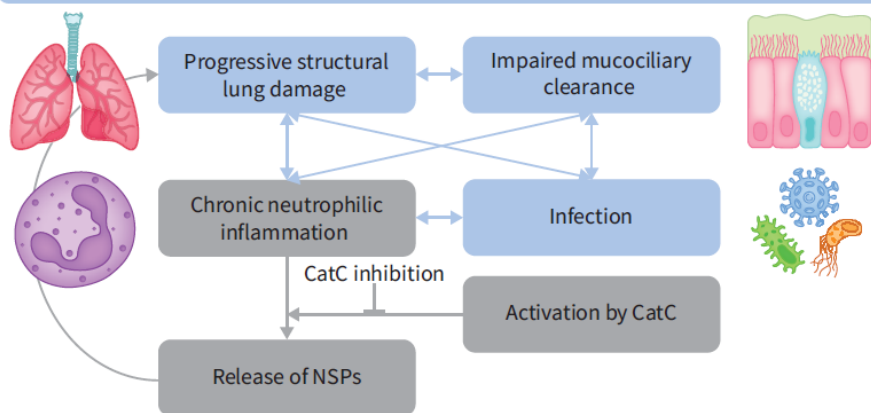 Progressive structural
lung damage
Impaired mucociliary
clearance
Chronic neutrophilic
inflammation
Infection
CatC inhibition
Activation by CatC
Release of NSPs